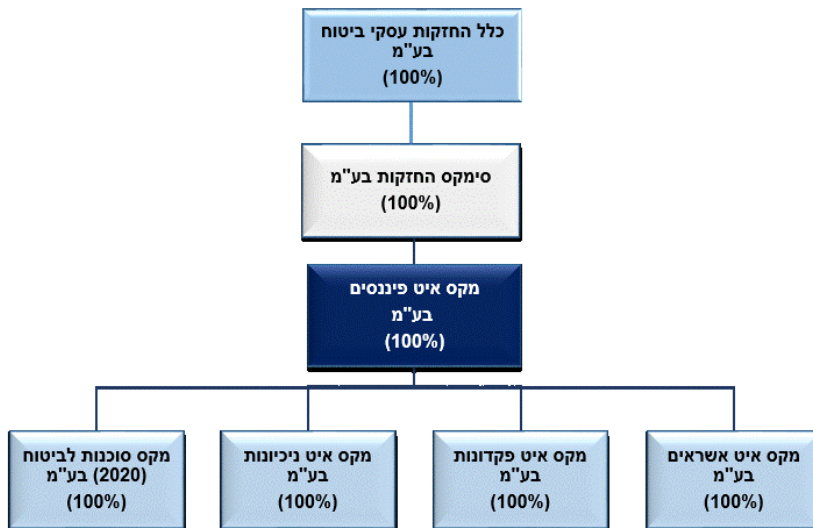 כלל החזקות עסקי ביטוח
בע"מ
(100%)
סימקס החזקות בע"מ
(100%)
מקס איט פיננסים
בע"מ
(100%)
מקס איט אשראים
בע"מ
(100%)
מקס איט פקדונות
בע"מ
(100%)
מקס איט ניכיונות
בע"מ
(100%)
מקס סוכנות לביטוח
(2020) בע"מ
(100%)